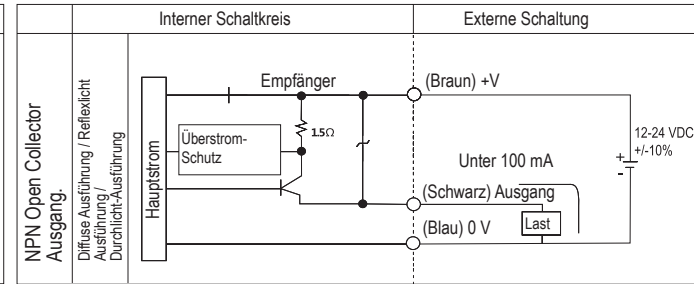 Interner Schaltkreis
Externe Schaltung
NPN Open Collector
Ausgang.
Diffuse Ausführung / Reflexlicht
Ausführung /
Durchlicht-Ausführung
Hauptstrom
Empfänger
1.5Ω
Überstrom-
Schutz
(Braun) +V
12-24 VDC
+/-10%
+
-
Unter 100 mA
(Schwarz) Ausgang
Last
(Blau) 0 V